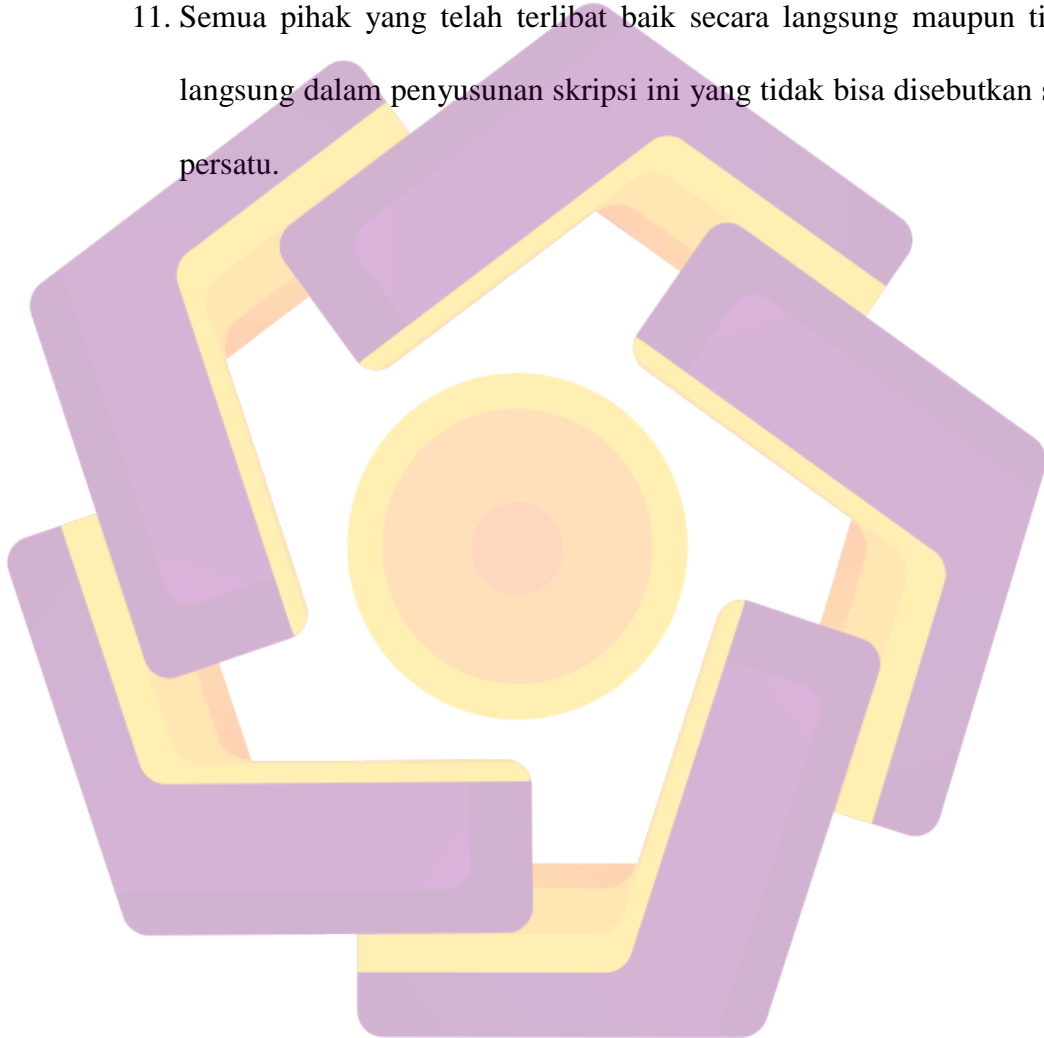 11. Semua pihak yang telah terlibat baik secara langsung maupun
langsung dalam penyusunan skripsi ini yang tidak bisa disebutkan
persatu.